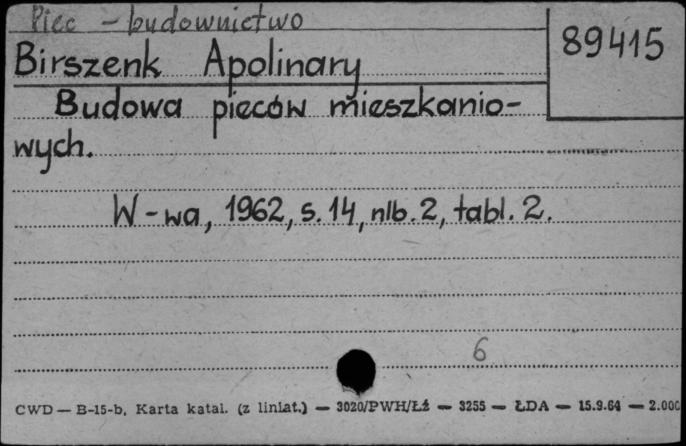 Piec - budownictwo
89415
Birszenk Apolinary
Budowa pieców mieszkanio-
wych.
W-wa, 1962, s. 14, nlb. 2, tabl. 2.
6
CWD — B-15-b. Karta katal. (z liniat.) — 3020/PWH/Łź — 3255 — ŁDA — 15.9.64 — 2.000